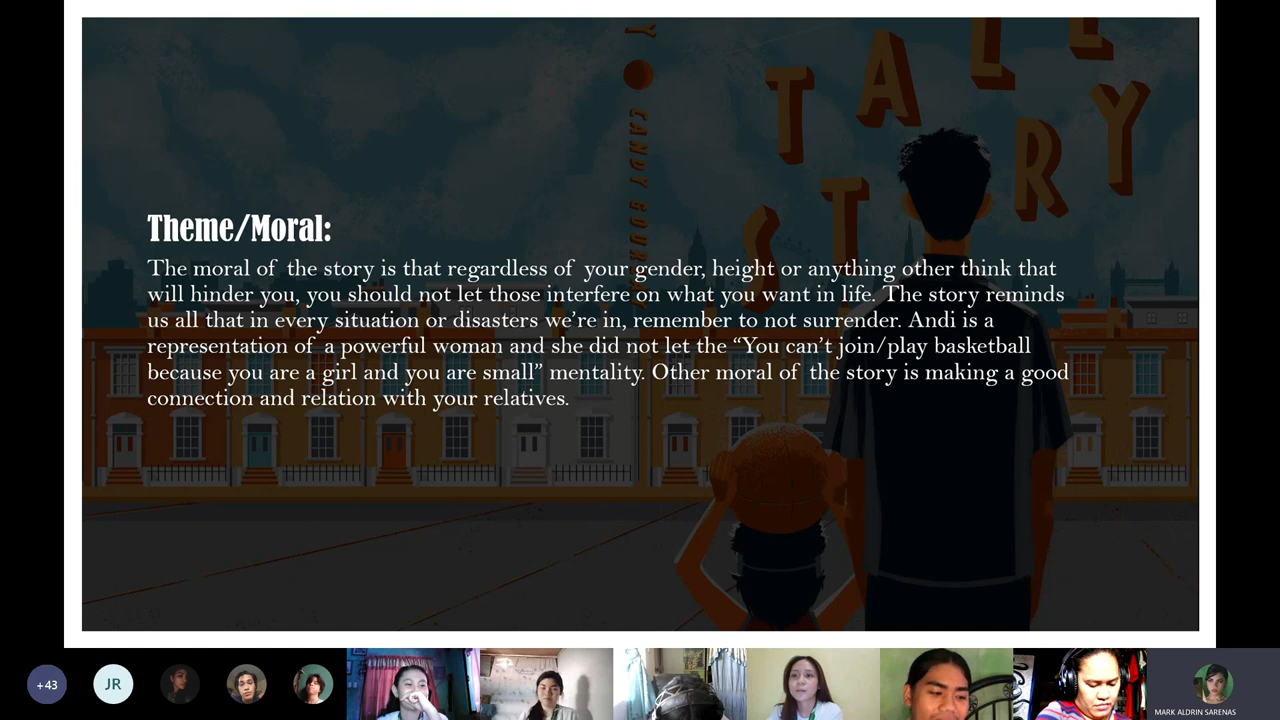 TALL
STORY
Y
CANDY GOUR
Theme/Moral:
The moral of the story is that regardless of your gender, height or anything other think that
will hinder you, you should not let those interfere on what you want in life. The story reminds
us all that in every situation or disasters we’re in, remember to not surrender. Andi is a
representation of a powerful woman and she did not let the “You can’t join/play basketball
because you are a girl and you are small” mentality. Other moral of the story is making a good
connection and relation with your relatives.
+43
JR
MARK ALDRIN SARENAS